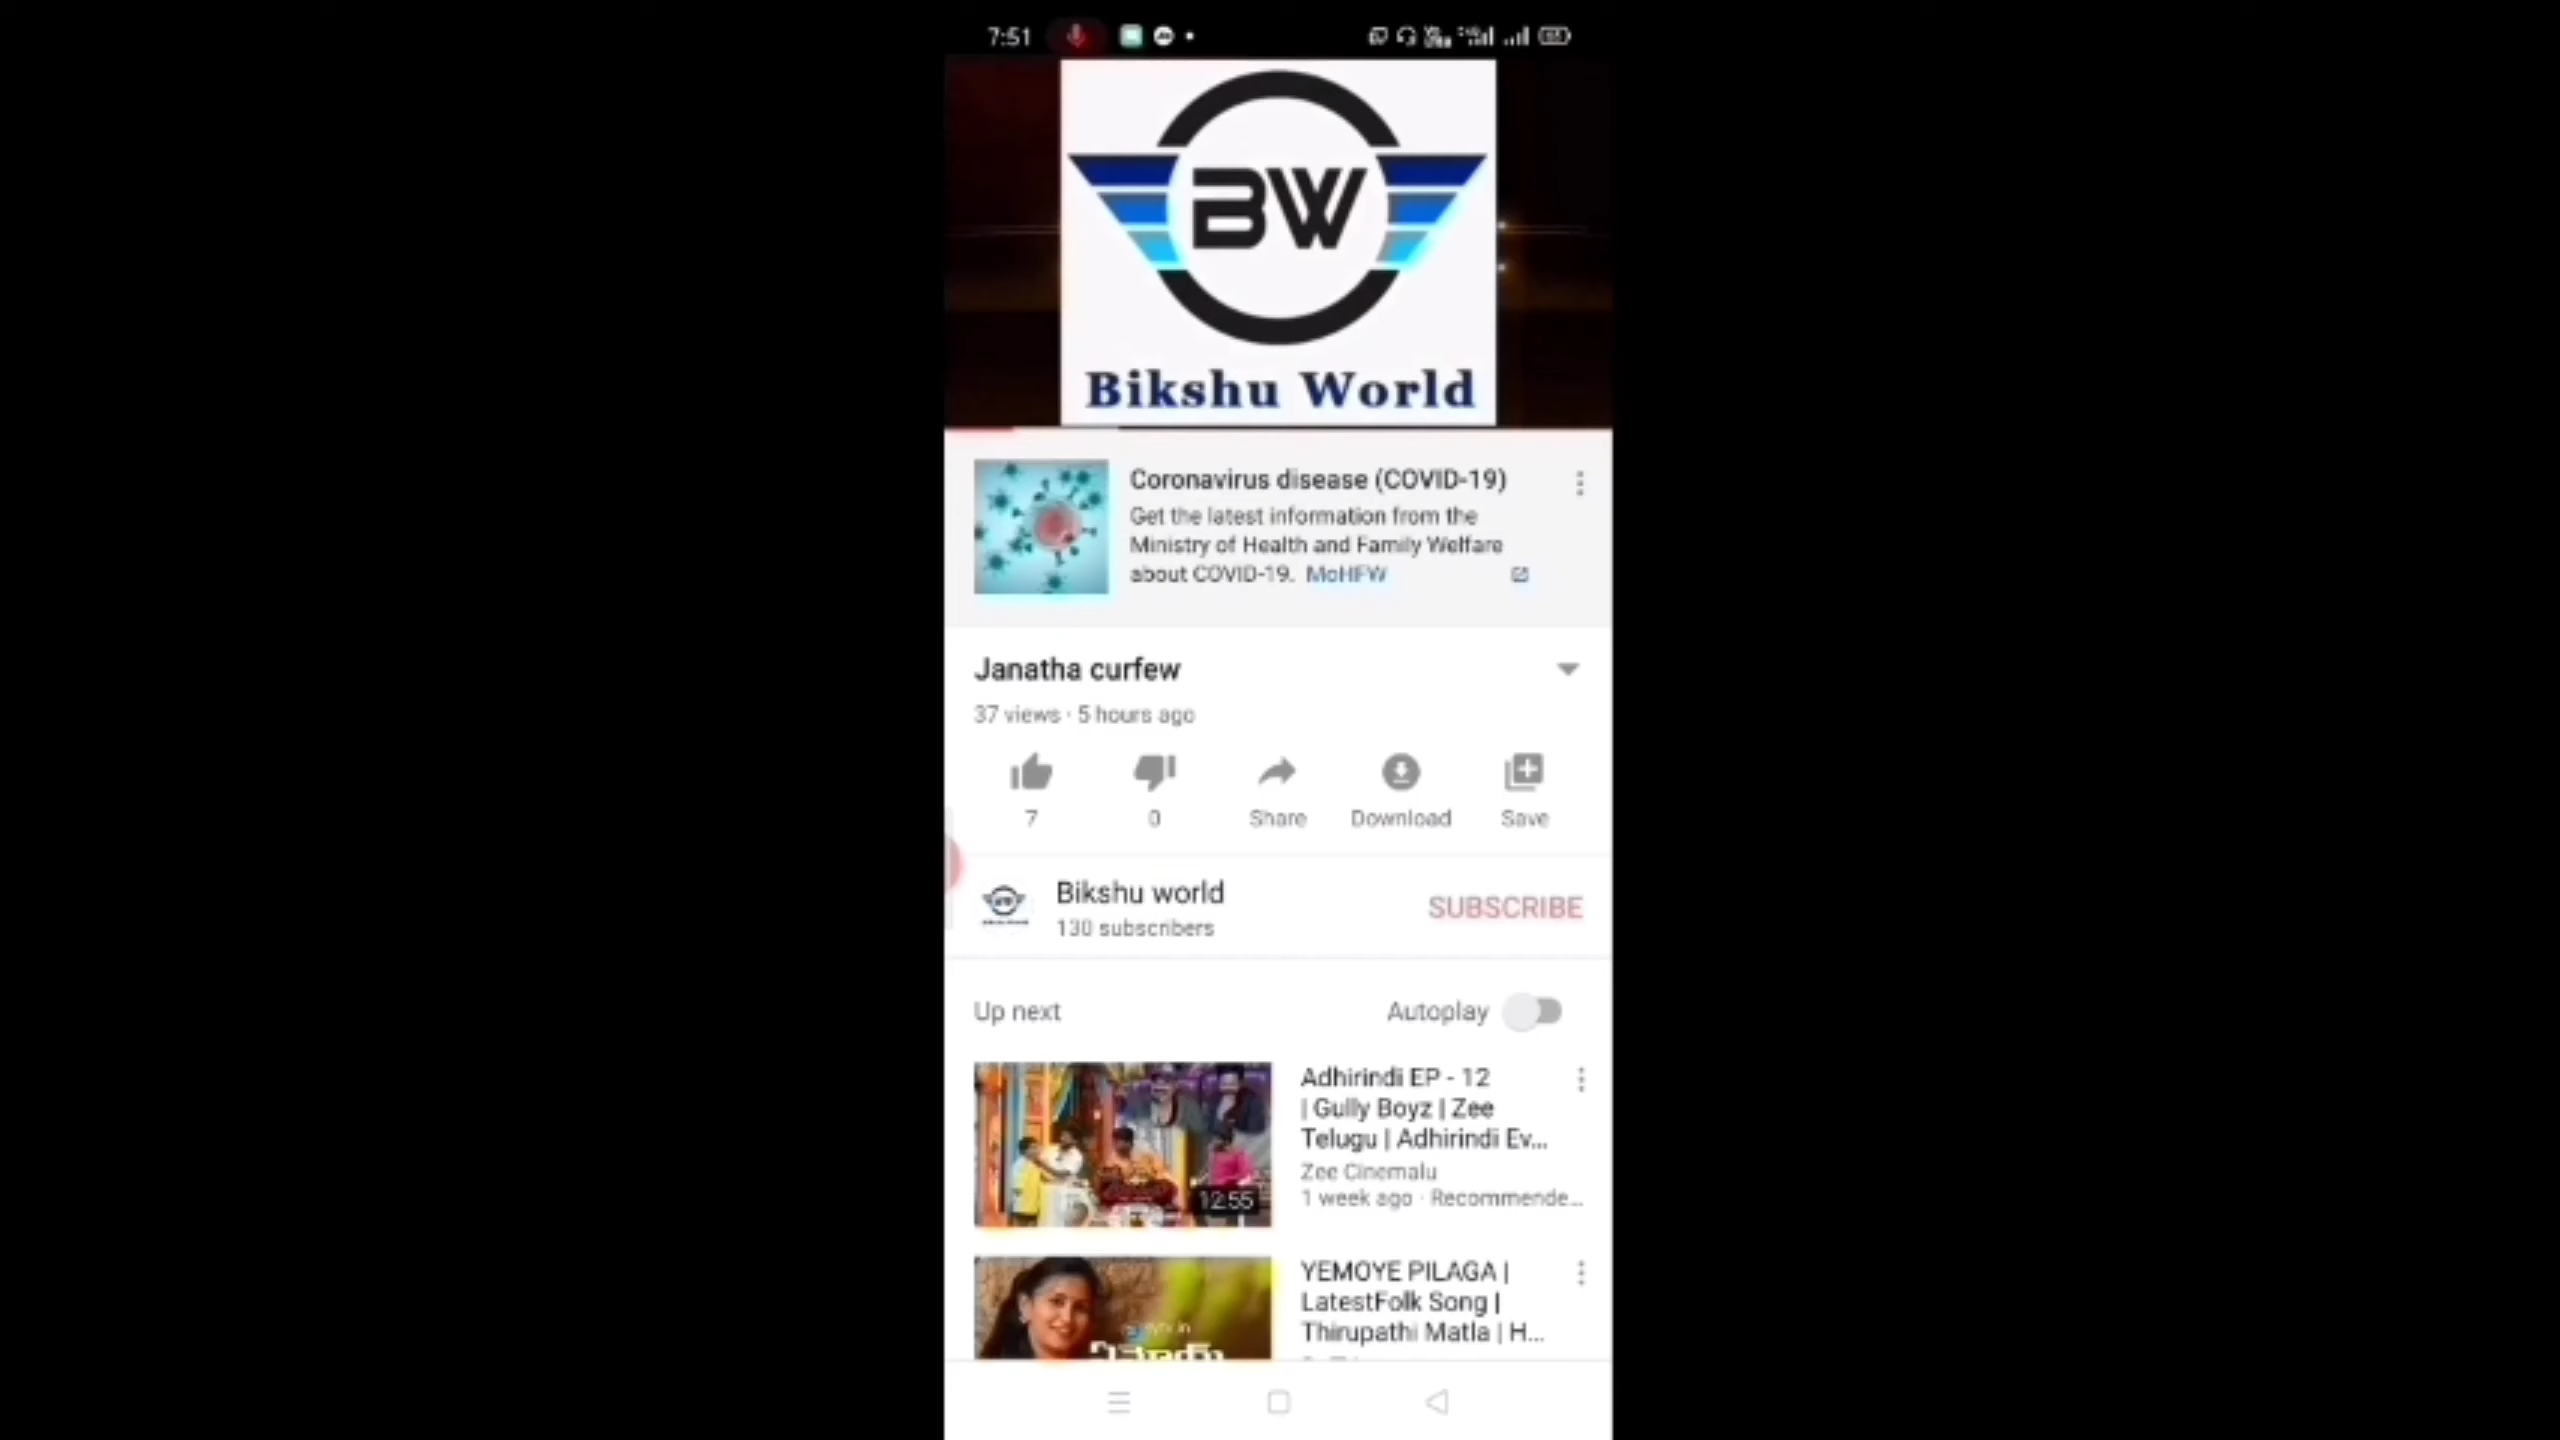 7:51
BW
Bikshu World
Coronavirus disease (COVID-19)
Get the latest information from the
Ministry of Health and Family Welfare
about COVID-19. MoHFW
Janatha curfew
37 views · 5 hours ago
7
0
Share
Download
Save
Bikshu world
130 subscribers
SUBSCRIBE
Up next
Autoplay
12:55
Adhirindi EP - 12
| Gully Boyz | Zee
Telugu | Adhirindi Ev...
Zee Cinemalu
1 week ago · Recommende...
YEMOYE PILAGA |
LatestFolk Song |
Thirupathi Matla | H...